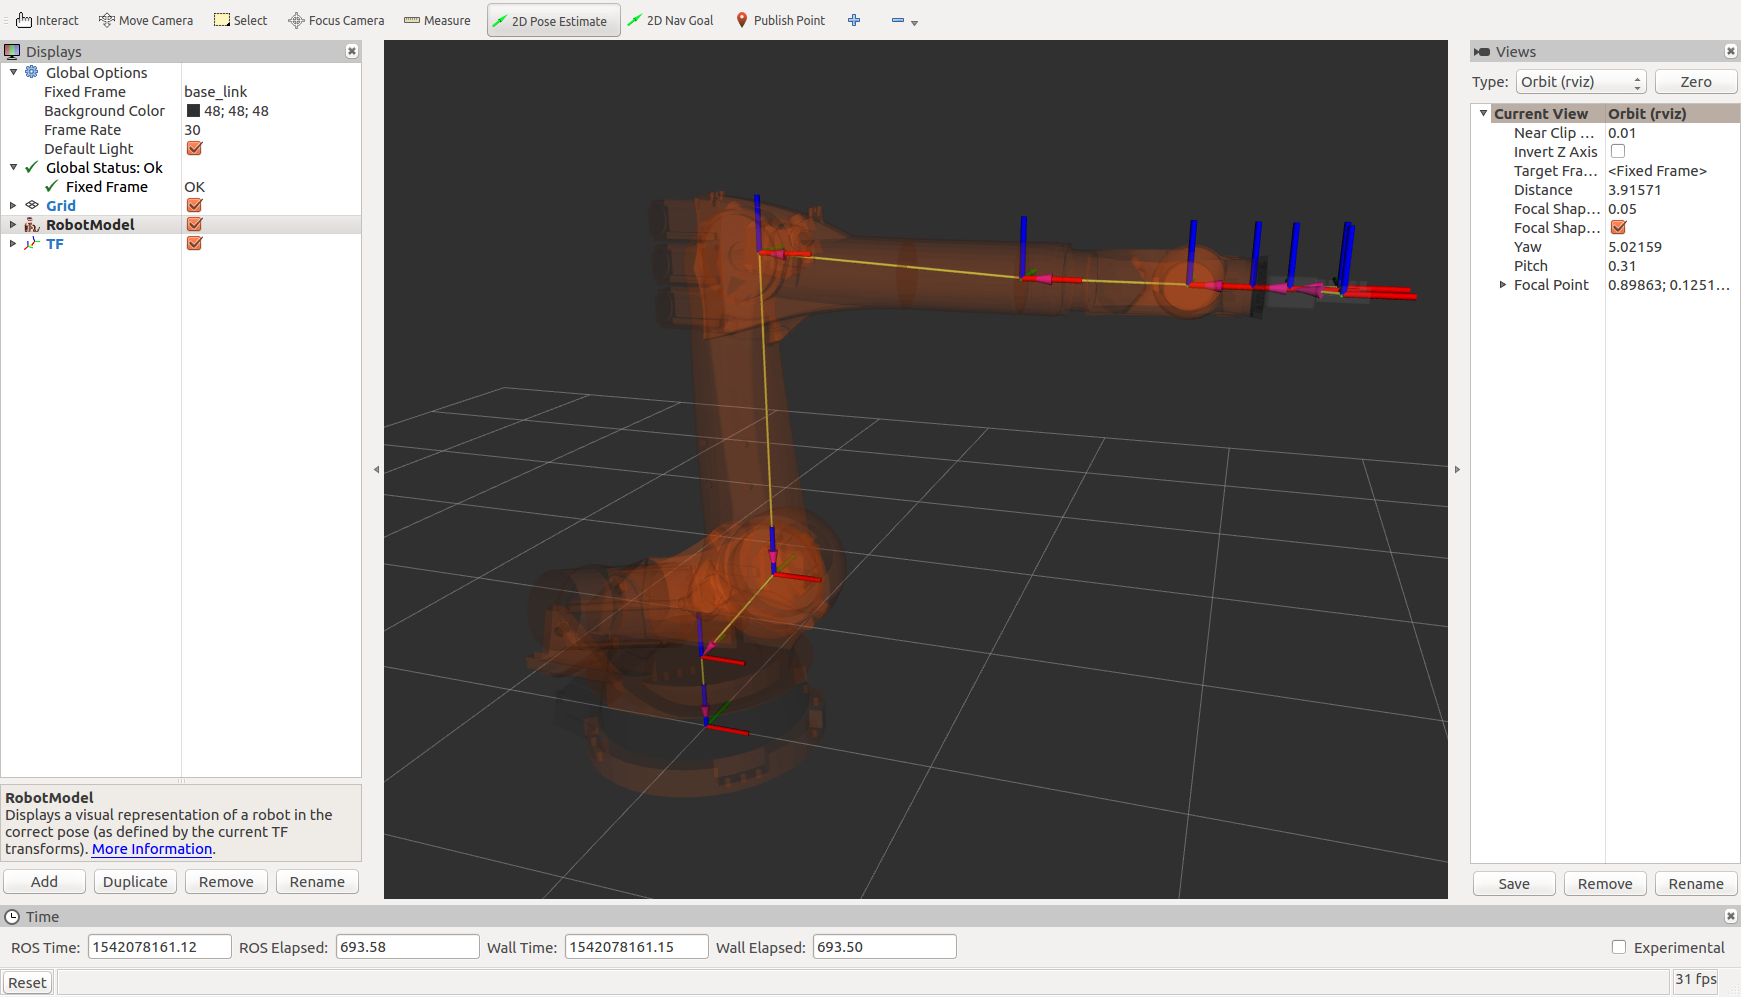 Interact Move Camera Select Focus Camera Measure 2D Pose Estimate 2D Nav Goal Publish Point
Displays
Global Options
Fixed Frame base_link
Background Color 48; 48; 48
Frame Rate 30
Default Light
Global Status: Ok
Fixed Frame OK
Grid
RobotModel
TF
RobotModel
Displays a visual representation of a robot in the
correct pose (as defined by the current TF
transforms). More Information.
Add Duplicate Remove Rename
Views
Type: Orbit (rviz) Zero
Current View Orbit (rviz)
Near Clip ... 0.01
Invert Z Axis
Target Fra... <Fixed Frame>
Distance 3.91571
Focal Shap... 0.05
Focal Shap...
Yaw 5.02159
Pitch 0.31
Focal Point 0.89863; 0.1251...
Save Remove Rename
Time
ROS Time: 1542078161.12 ROS Elapsed: 693.58 Wall Time: 1542078161.15 Wall Elapsed: 693.50 Experimental
Reset 31 fps